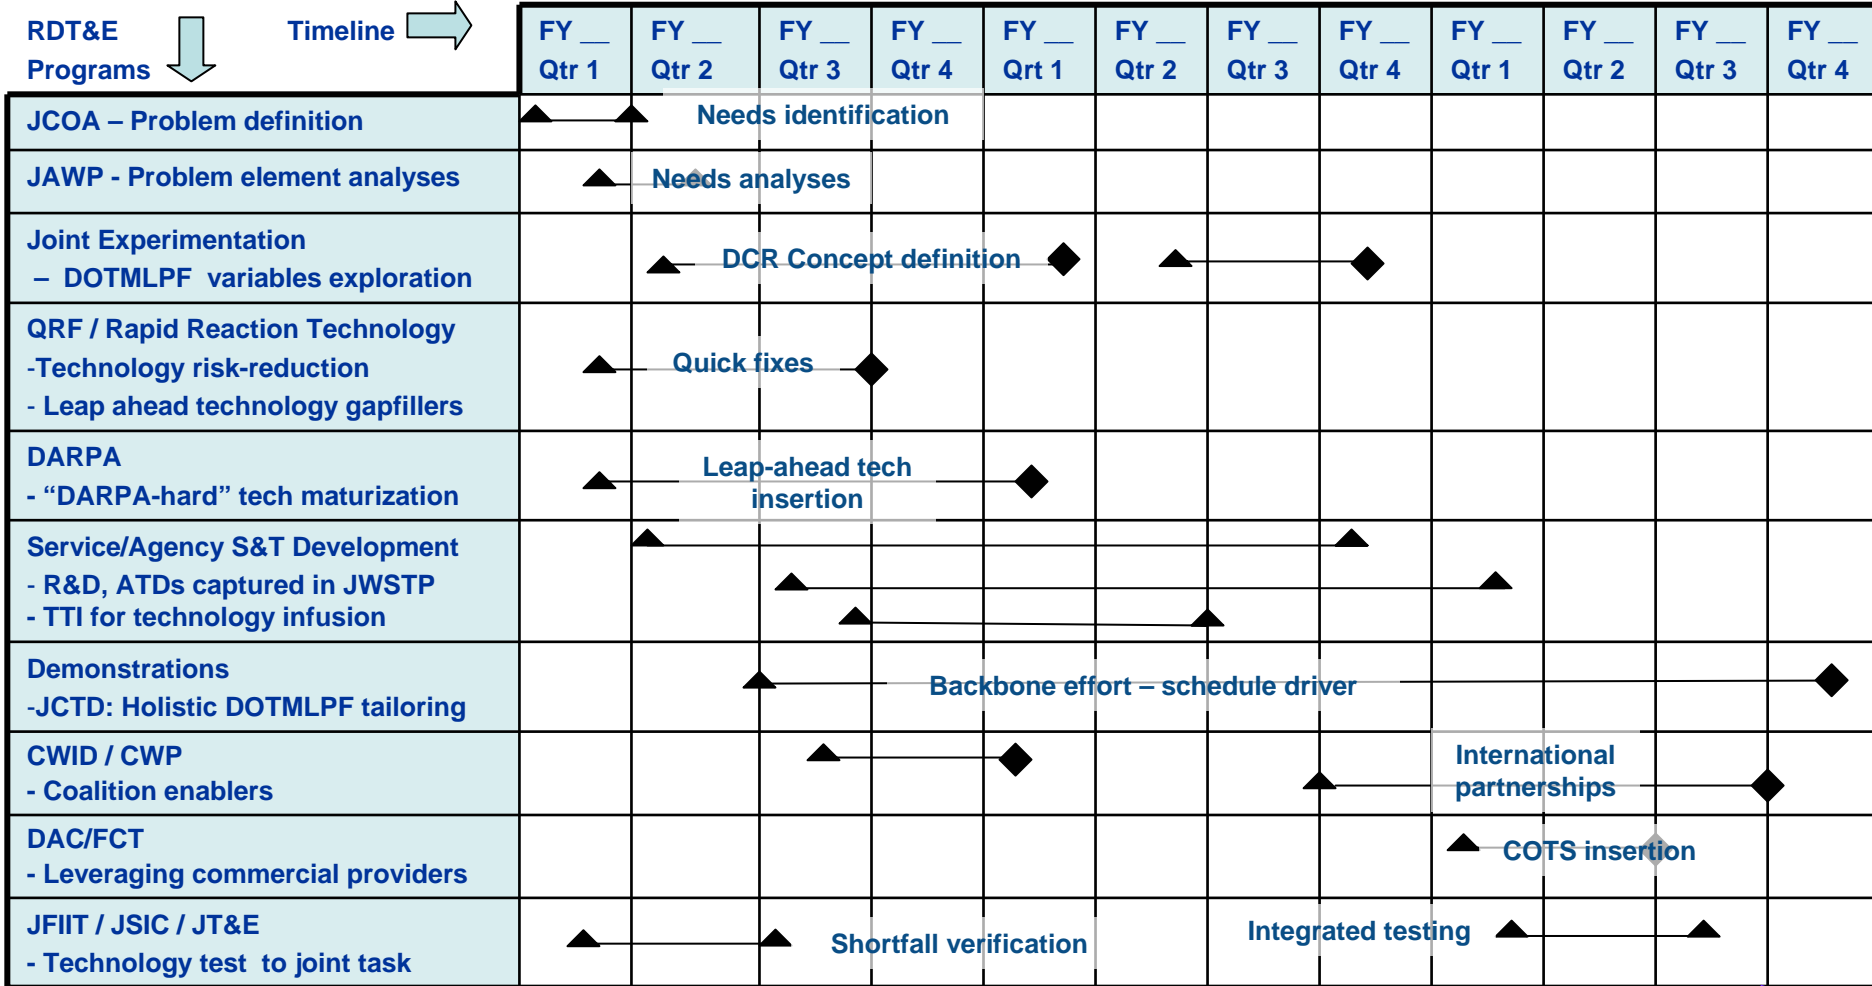 RDT&E Timeline
Programs
FY __ FY __ FY __ FY __ FY __ FY __ FY __ FY __ FY __ FY __ FY __ FY __
Qtr 1 Qtr 2 Qtr 3 Qtr 4 Qrt 1 Qtr 2 Qtr 3 Qtr 4 Qtr 1 Qtr 2 Qtr 3 Qtr 4
JCOA – Problem definition
Needs identification
JAWP - Problem element analyses
Needs analyses
Joint Experimentation
– DOTMLPF variables exploration
DCR Concept definition
QRF / Rapid Reaction Technology
-Technology risk-reduction
- Leap ahead technology gapfillers
Quick fixes
DARPA
- “DARPA-hard” tech maturization
Leap-ahead tech
insertion
Service/Agency S&T Development
- R&D, ATDs captured in JWSTP
- TTI for technology infusion
Demonstrations
-JCTD: Holistic DOTMLPF tailoring
Backbone effort – schedule driver
CWID / CWP
- Coalition enablers
International
partnerships
DAC/FCT
- Leveraging commercial providers
COTS insertion
JFIIT / JSIC / JT&E
- Technology test to joint task
Shortfall verification
Integrated testing